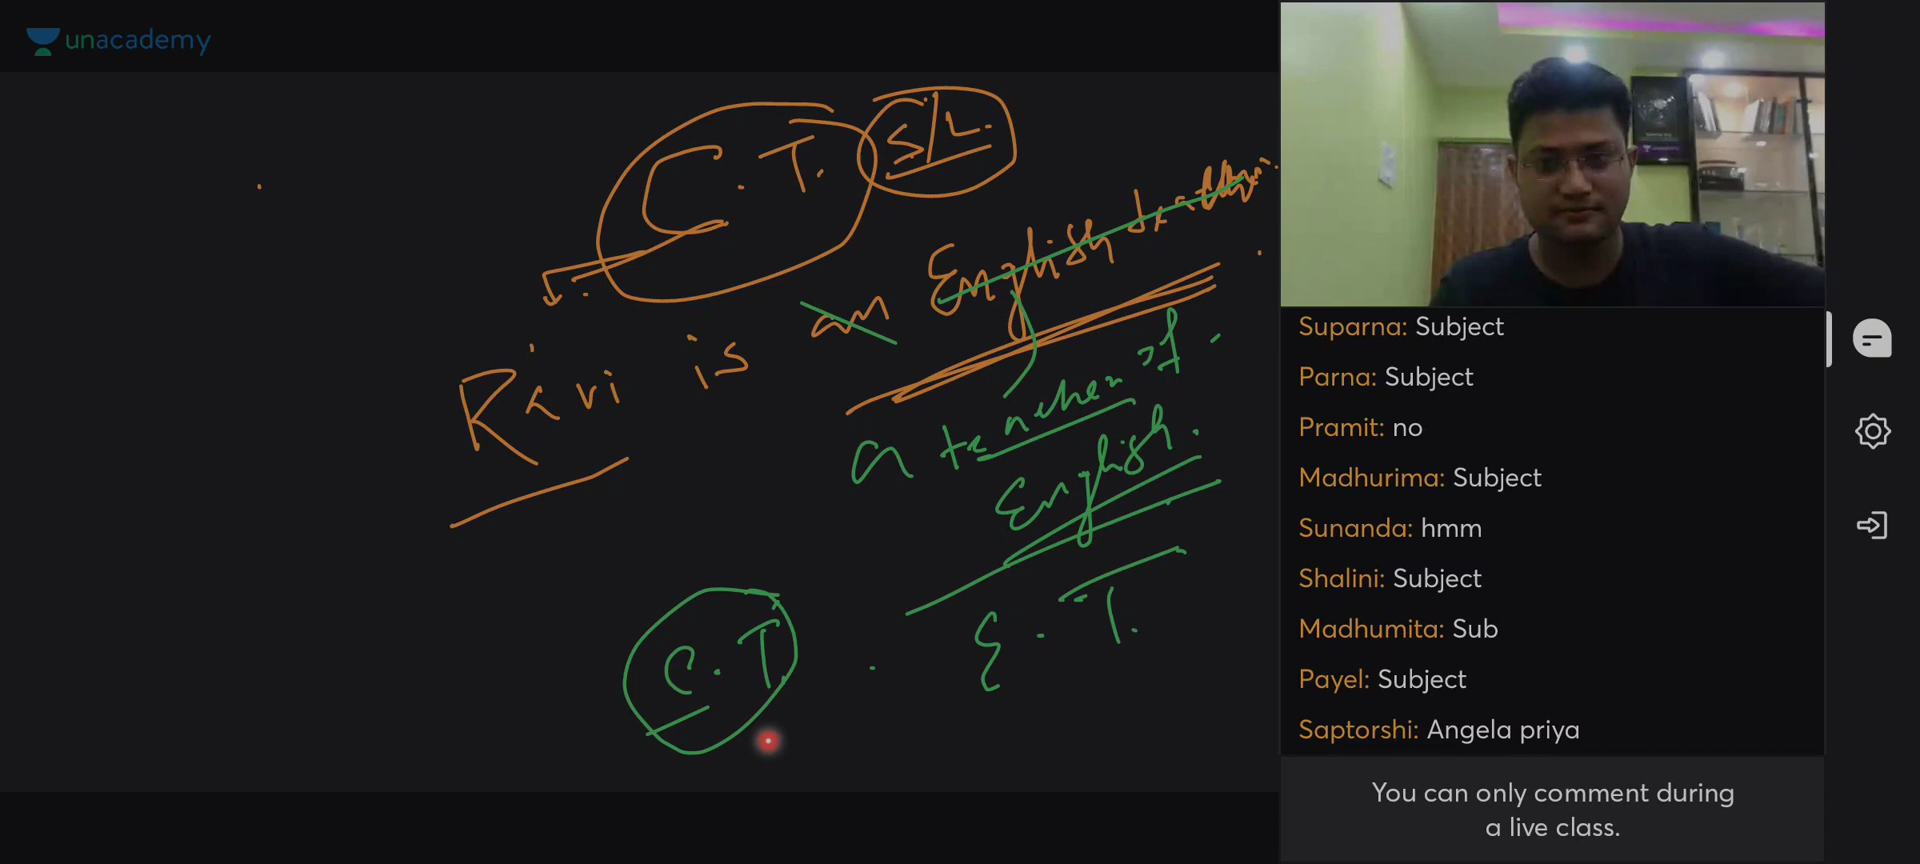 unacademy
C.T. S/L.
Ravi is an English teacher.
a teacher of
English.
C.T. E.T.
Suparna: Subject
Parna: Subject
Pramit: no
Madhurima: Subject
Sunanda: hmm
Shalini: Subject
Madhumita: Sub
Payel: Subject
Saptorshi: Angela priya
You can only comment during
a live class.